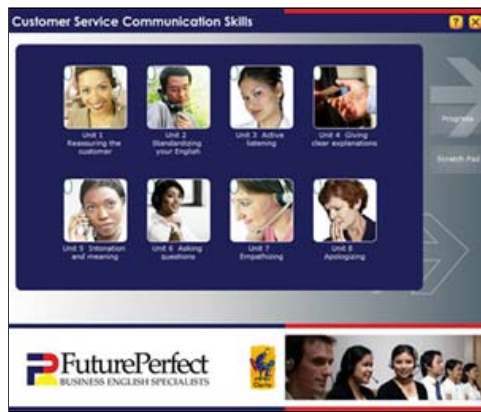 Customer Service Communication Skills
?
X
Unit 1
Reassuring the
customer
Unit 2
Standardizing
your English
Unit 3 Active
listening
Unit 4 Giving
clear explanations
Progress
Scratch Pad
Unit 5 Intonation
and meaning
Unit 6 Asking
questions
Unit 7
Empathizing
Unit 8
Apologizing
FuturePerfect
BUSINESS ENGLISH SPECIALISTS
Clarity